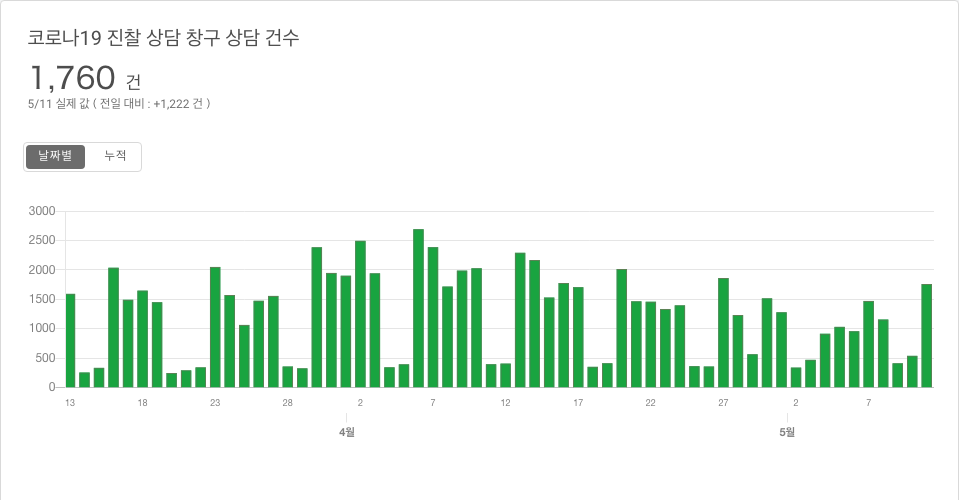 코로나19 진찰 상담 창구 상담 건수
1,760 건
5/11 실제 값 ( 전일 대비 : +1,222 건 )
날짜별 누적
3000
2500
2000
1500
1000
500
0
13 18 23 28 2 7 12 17 22 27 2 7
4월 5월